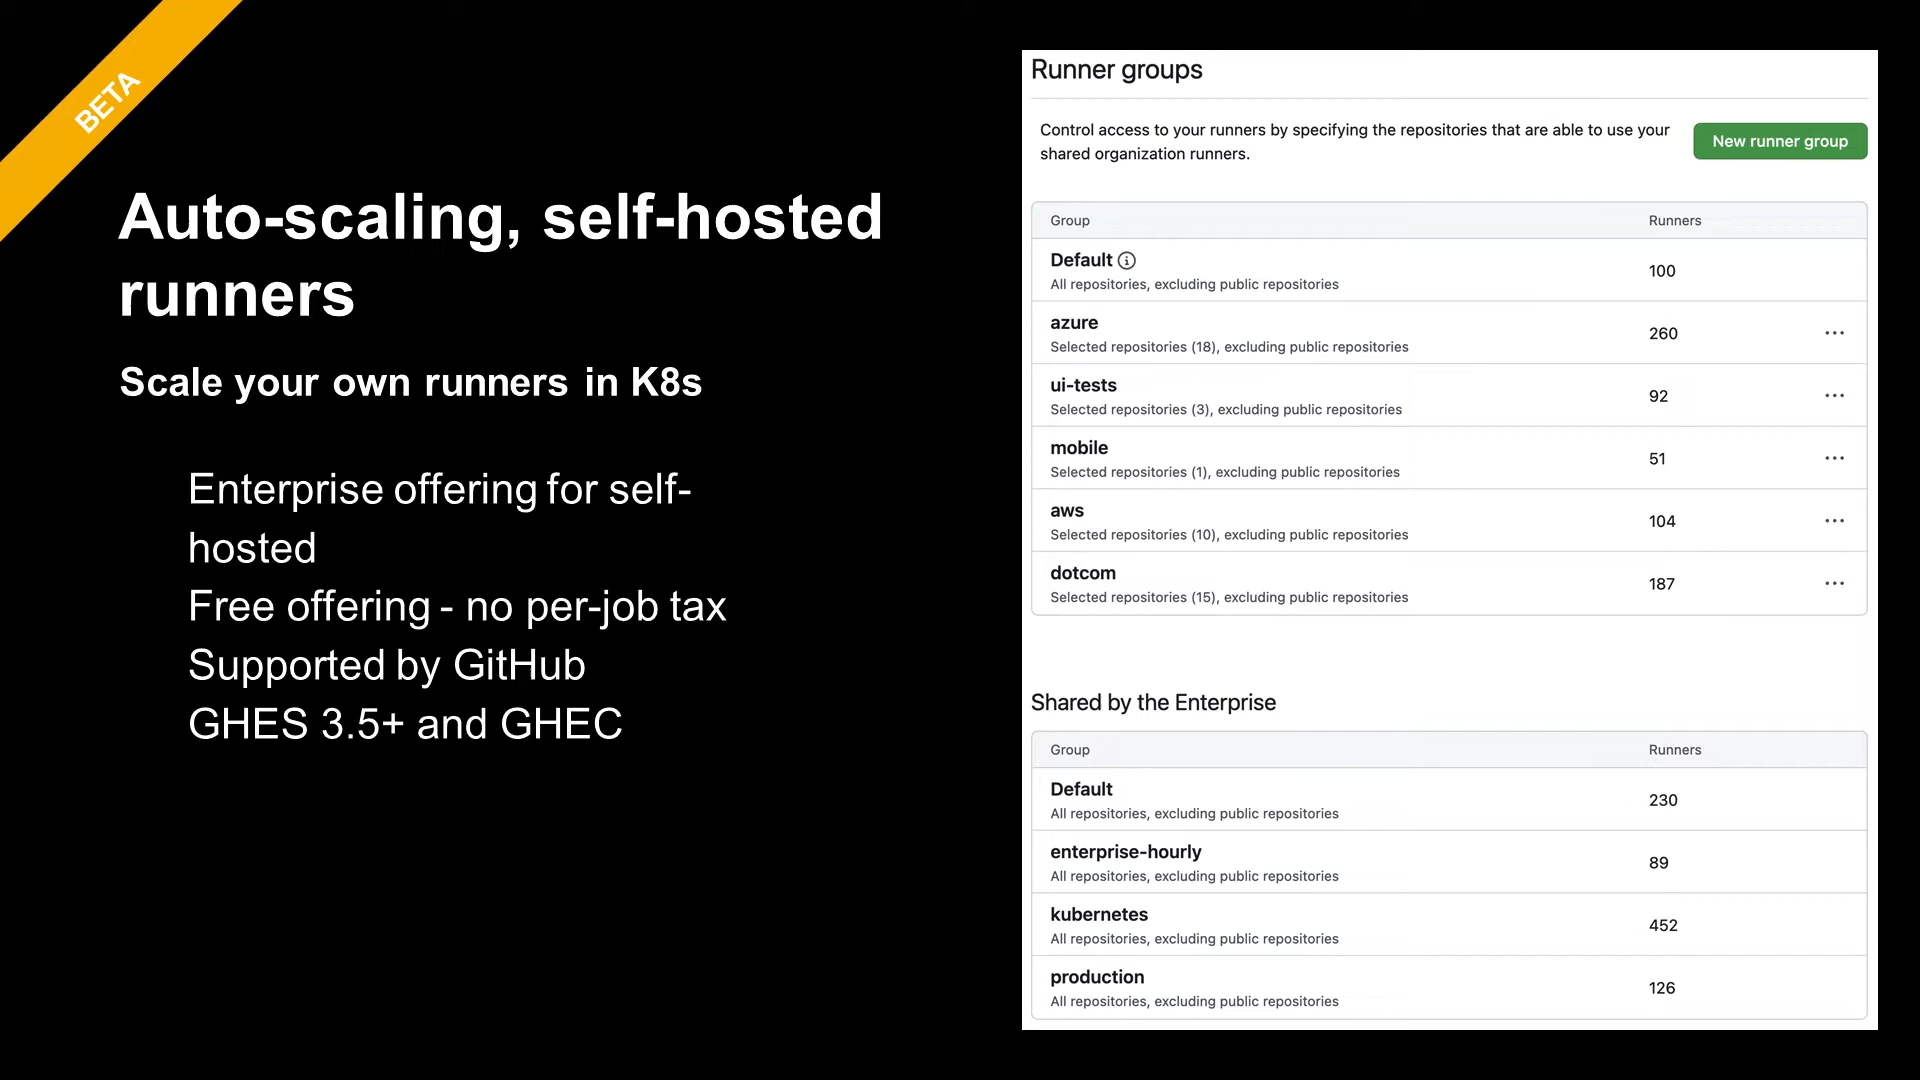 BETA
Auto-scaling, self-hosted
runners
Scale your own runners in K8s
Enterprise offering for self-
hosted
Free offering - no per-job tax
Supported by GitHub
GHES 3.5+ and GHEC
Runner groups
Control access to your runners by specifying the repositories that are able to use your
shared organization runners.
New runner group
Group Runners
Default
All repositories, excluding public repositories
100
azure
Selected repositories (18), excluding public repositories
260
ui-tests
Selected repositories (3), excluding public repositories
92
mobile
Selected repositories (1), excluding public repositories
51
aws
Selected repositories (10), excluding public repositories
104
dotcom
Selected repositories (15), excluding public repositories
187
Shared by the Enterprise
Group Runners
Default
All repositories, excluding public repositories
230
enterprise-hourly
All repositories, excluding public repositories
89
kubernetes
All repositories, excluding public repositories
452
production
All repositories, excluding public repositories
126